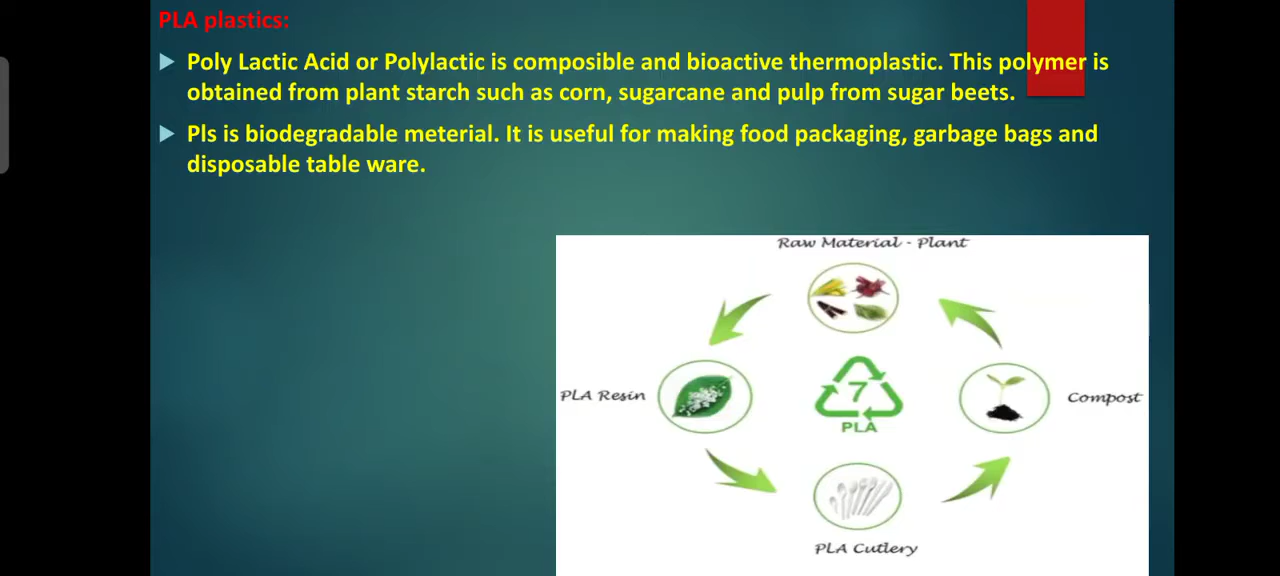 PLA plastics:
Poly Lactic Acid or Polylactic is composible and bioactive thermoplastic. This polymer is
obtained from plant starch such as corn, sugarcane and pulp from sugar beets.
Pls is biodegradable meterial. It is useful for making food packaging, garbage bags and
disposable table ware.
Raw Material - Plant
PLA Resin
7
PLA
Compost
PLA Cutlery